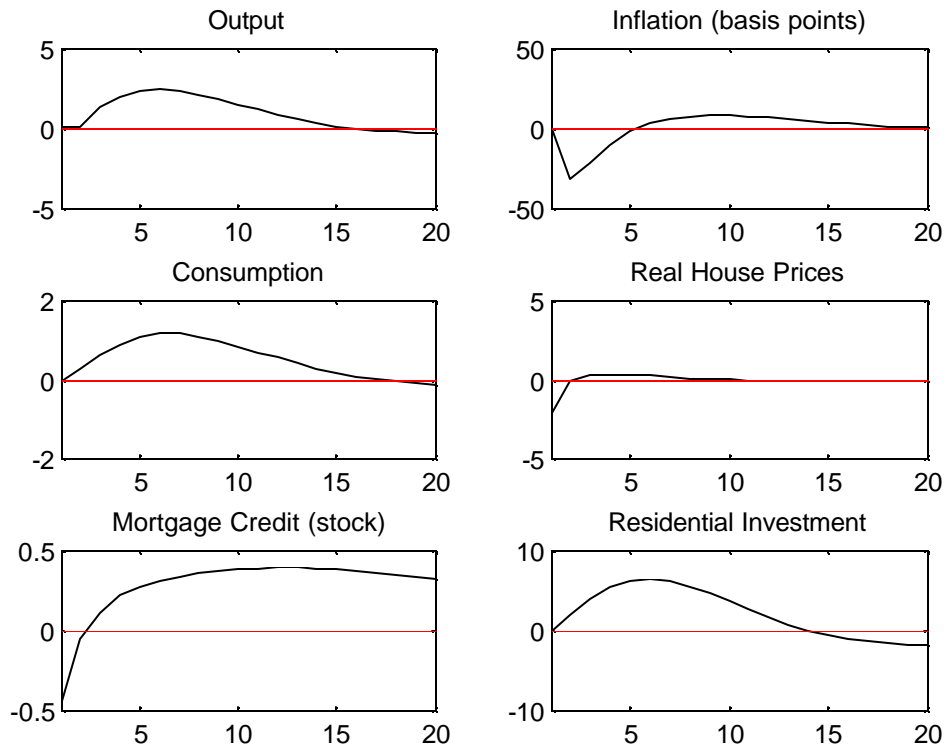 Output
5
0
-5
5 10 15 20
Inflation (basis points)
50
0
-50
5 10 15 20
Consumption
2
0
-2
5 10 15 20
Real House Prices
5
0
-5
5 10 15 20
Mortgage Credit (stock)
0.5
0
-0.5
5 10 15 20
Residential Investment
10
0
-10
5 10 15 20